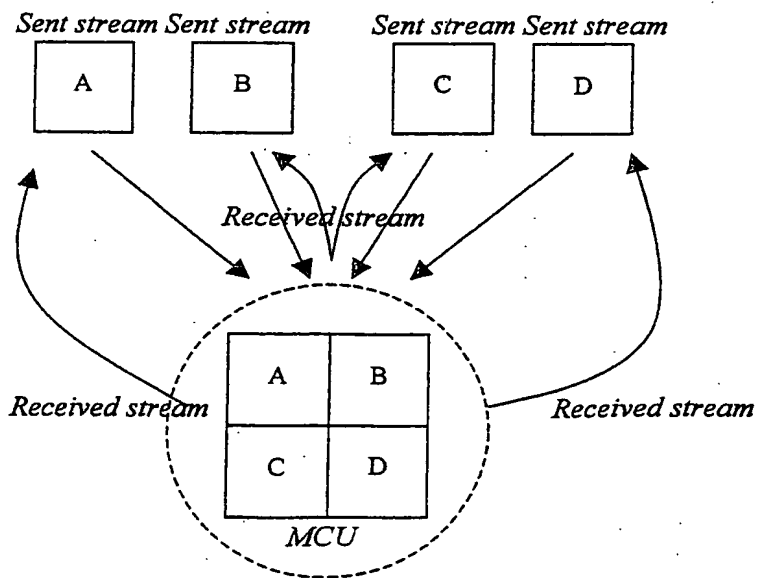 Sent stream Sent stream Sent stream Sent stream
A B C D
Received stream
A B
Received stream Received stream
C D
MCU